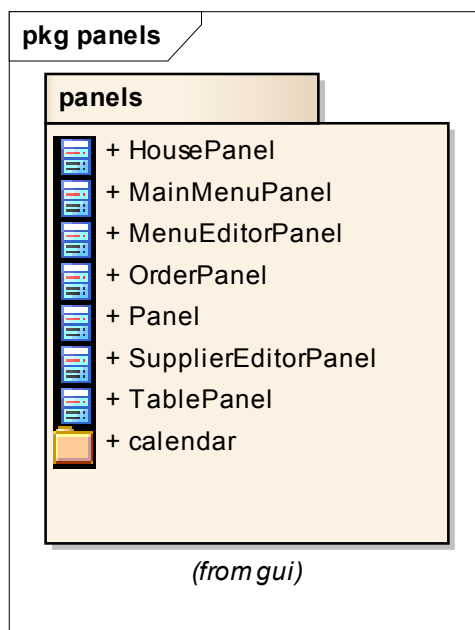 pkg panels
panels
+ HousePanel
+ MainMenuPanel
+ MenuEditorPanel
+ OrderPanel
+ Panel
+ SupplierEditorPanel
+ TablePanel
+ calendar
(from gui)